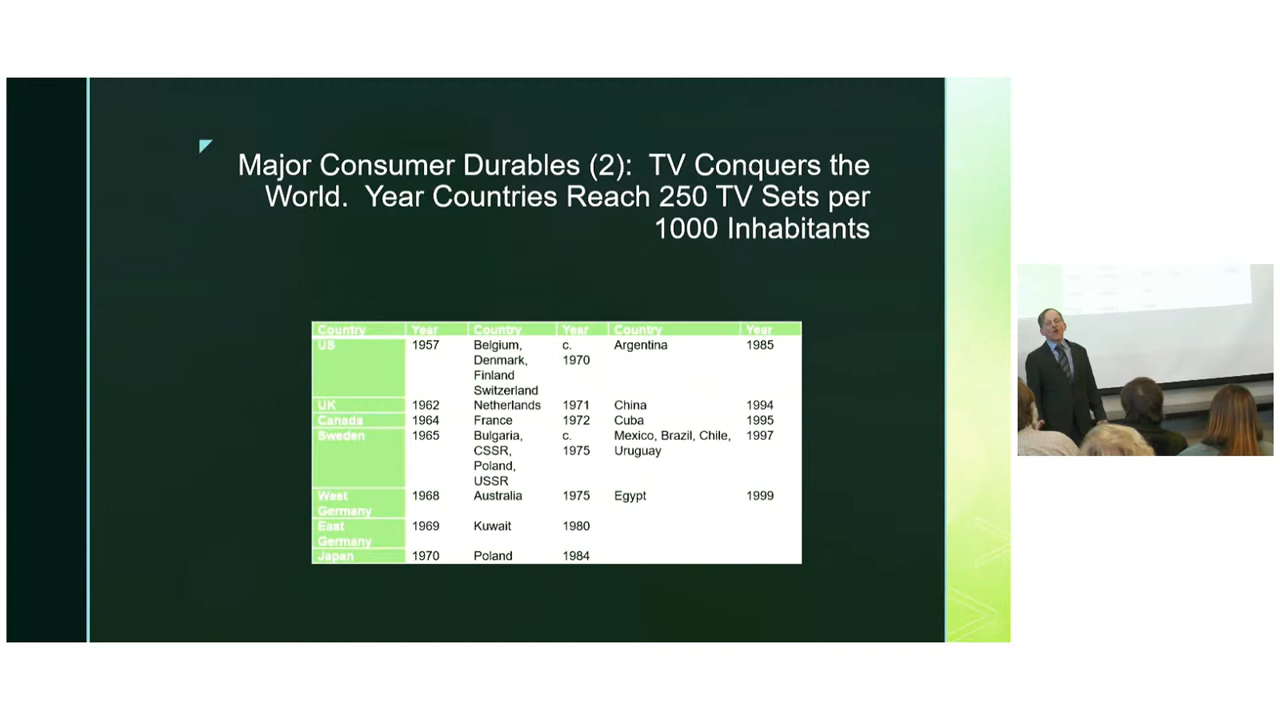 Major Consumer Durables (2): TV Conquers the
World. Year Countries Reach 250 TV Sets per
1000 Inhabitants
Country Year Country Year Country Year
US 1957 Belgium, c. Argentina 1985
Denmark, 1970
Finland
Switzerland
UK 1962 Netherlands 1971 China 1994
Canada 1964 France 1972 Cuba 1995
Sweden 1965 Bulgaria, c. Mexico, Brazil, Chile, 1997
CSSR, 1975 Uruguay
Poland,
USSR
West 1968 Australia 1975 Egypt 1999
Germany
East 1969 Kuwait 1980
Germany
Japan 1970 Poland 1984